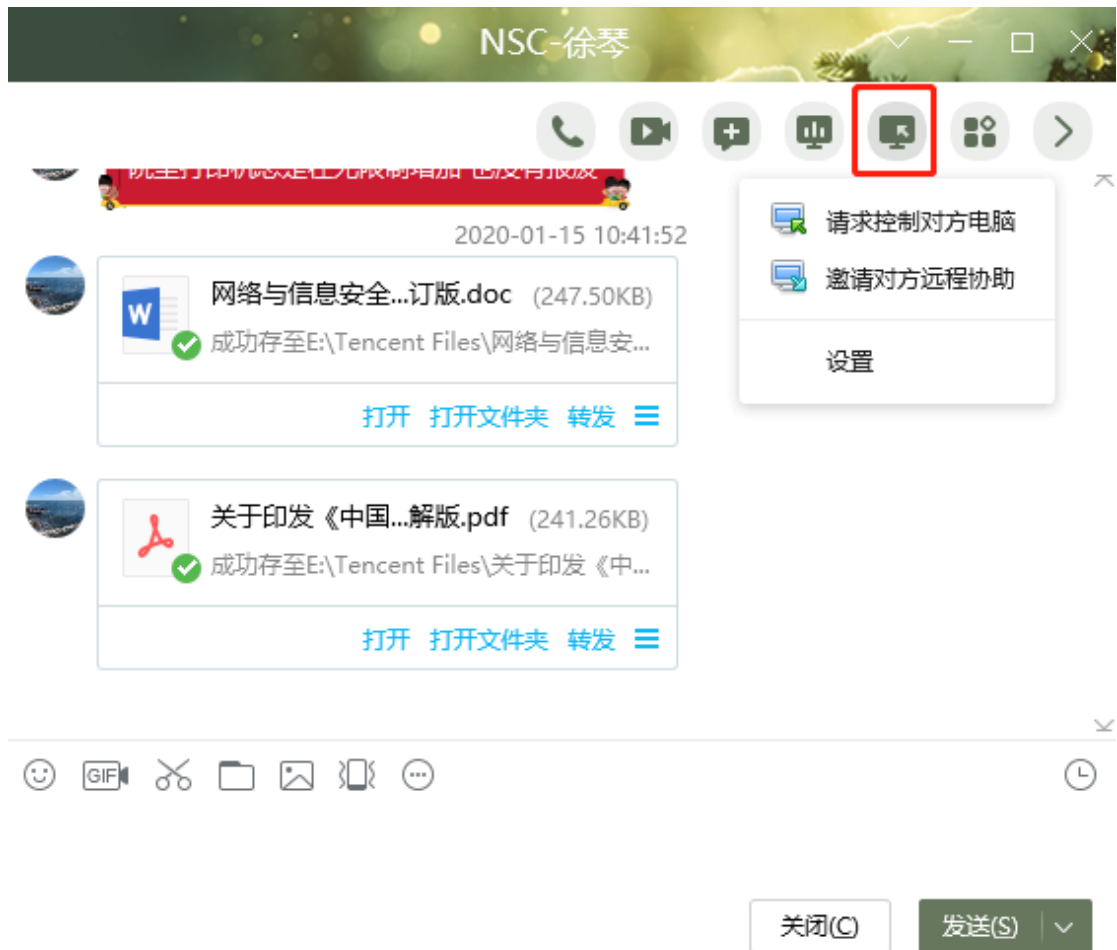 NSC-徐琴
请求控制对方电脑
邀请对方远程协助
设置
2020-01-15 10:41:52
W
网络与信息安全...订版.doc (247.50KB)
成功存至E:\Tencent Files\网络与信息安...
打开 打开文件夹 转发
关于印发《中国...解版.pdf (241.26KB)
成功存至E:\Tencent Files\关于印发《中...
打开 打开文件夹 转发
GIF
关闭(C) 发送(S)